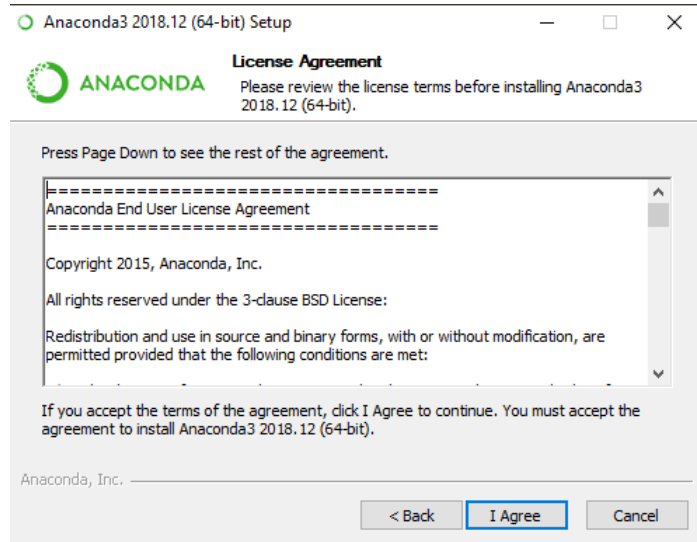 Anaconda3 2018.12 (64-bit) Setup
ANACONDA
License Agreement
Please review the license terms before installing Anaconda3
2018.12 (64-bit).
Press Page Down to see the rest of the agreement.
===================================
Anaconda End User License Agreement
===================================
Copyright 2015, Anaconda, Inc.
All rights reserved under the 3-clause BSD License:
Redistribution and use in source and binary forms, with or without modification, are
permitted provided that the following conditions are met:
If you accept the terms of the agreement, click I Agree to continue. You must accept the
agreement to install Anaconda3 2018.12 (64-bit).
Anaconda, Inc.
< Back
I Agree
Cancel